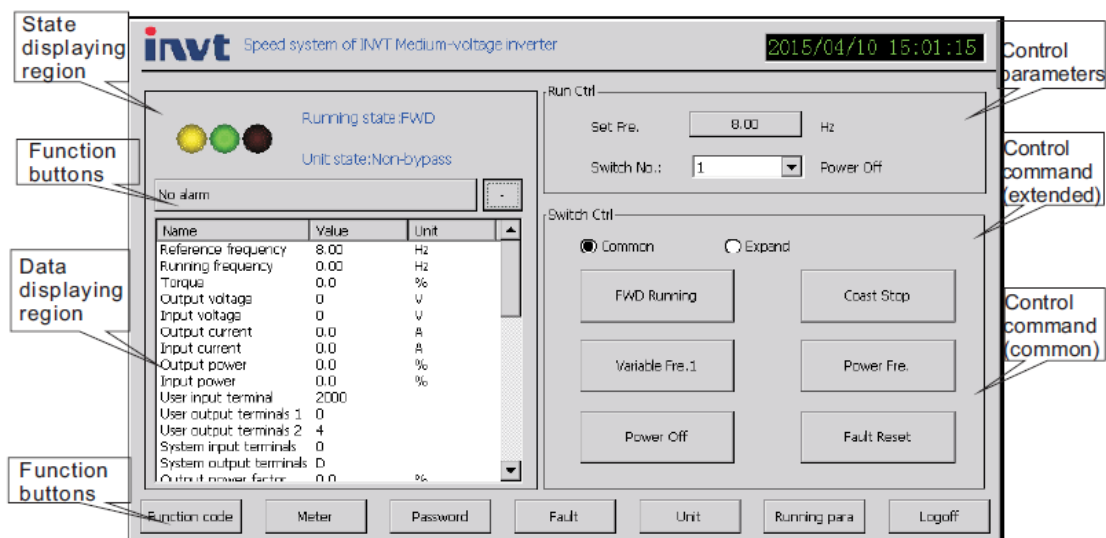 State
displaying
region
Function
buttons
Data
displaying
region
Function
buttons
invt Speed system of INVT Medium-voltage inverter 2015/04/10 15:01:15
Running state:FWD
Unit state:Non-bypass
No alarm .
Name Value Unit
Reference frequency 8.00 Hz
Running frequency 0.00 Hz
Torque 0.0 %
Output voltage 0 V
Input voltage 0 V
Output current 0.0 A
Input current 0.0 A
Output power 0.0 %
Input power 0.0 %
User input terminal 2000
User output terminals 1 0
User output terminals 2 4
System input terminals 0
System output terminals D
Output power factor 0.0 %
Run Ctrl
Set Fre. 8.00 Hz
Switch No.: 1 Power Off
Switch Ctrl
Common Expand
FWD Running Coast Stop
Variable Fre.1 Power Fre.
Power Off Fault Reset
Function code Meter Password Fault Unit Running para Logoff
Control
parameters
Control
command
(extended)
Control
command
(common)